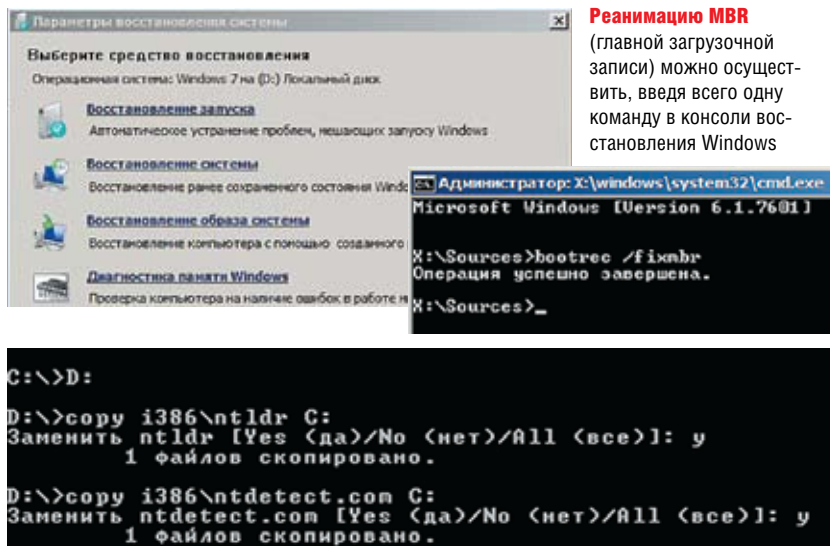 Параметры восстановления системы
Выберите средство восстановления
Операционная система: Windows 7 на (D:) Локальный диск
Восстановление запуска
Автоматическое устранение проблем, мешающих запуску Windows
Восстановление системы
Восстановление ранее сохраненного состояния Windo
Восстановление образа системы
Восстановление компьютера с помощью созданного
Диагностика памяти Windows
Проверка компьютера на наличие ошибок в работе
Реанимацию MBR
(главной загрузочной
записи) можно осущест-
вить, введя всего одну
команду в консоли вос-
становления Windows
Администратор: X:\windows\system32\cmd.exe
Microsoft Windows [Version 6.1.7601]
X:\Sources>bootrec /fixmbr
Операция успешно завершена.
X:\Sources>_
C:\>D:
D:\>copy i386\ntldr C:
Заменить ntldr [Yes (да)/No (нет)/All (все)]: y
1 файлов скопировано.
D:\>copy i386\ntdetect.com C:
Заменить ntdetect.com [Yes (да)/No (нет)/All (все)]: y
1 файлов скопировано.